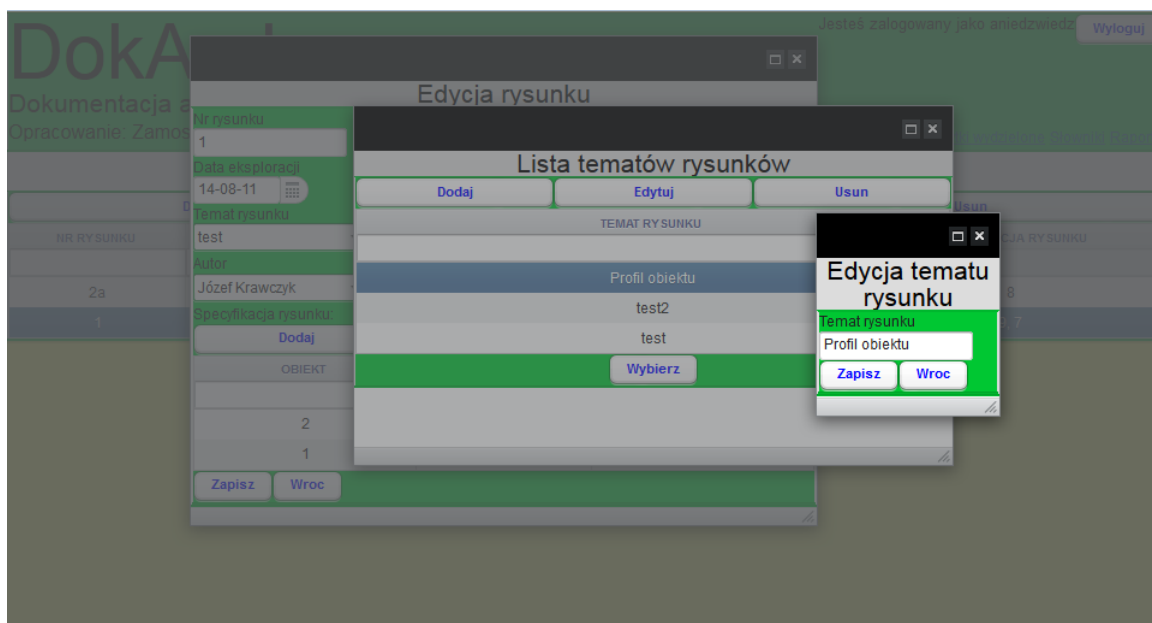 DokA
Jesteś zalogowany jako aniedzwiedz
Wyloguj
Dokumentacja a
Opracowanie: Zamos
Edycja rysunku
Nr rysunku
1
Data eksploracji
14-08-11
Temat rysunku
test
Autor
Józef Krawczyk
Specyfikacja rysunku:
Dodaj
OBIEKT
2
1
Zapisz Wroc
Lista tematów rysunków
Dodaj Edytuj Usun
TEMAT RYSUNKU
Profil obiektu
test2
test
Wybierz
Edycja tematu
rysunku
Temat rysunku
Profil obiektu
Zapisz Wroc
D
Usun
NR RYSUNKU
CJA RYSUNKU
2a
8
1
7